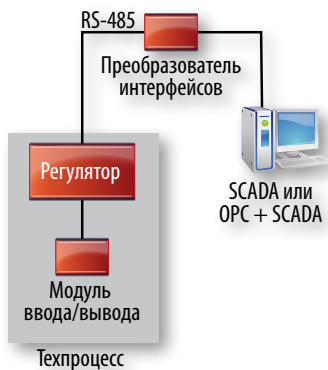 RS-485
Преобразователь
интерфейсов
Регулятор
SCADA или
OPC + SCADA
Модуль
ввода/вывода
Техпроцесс